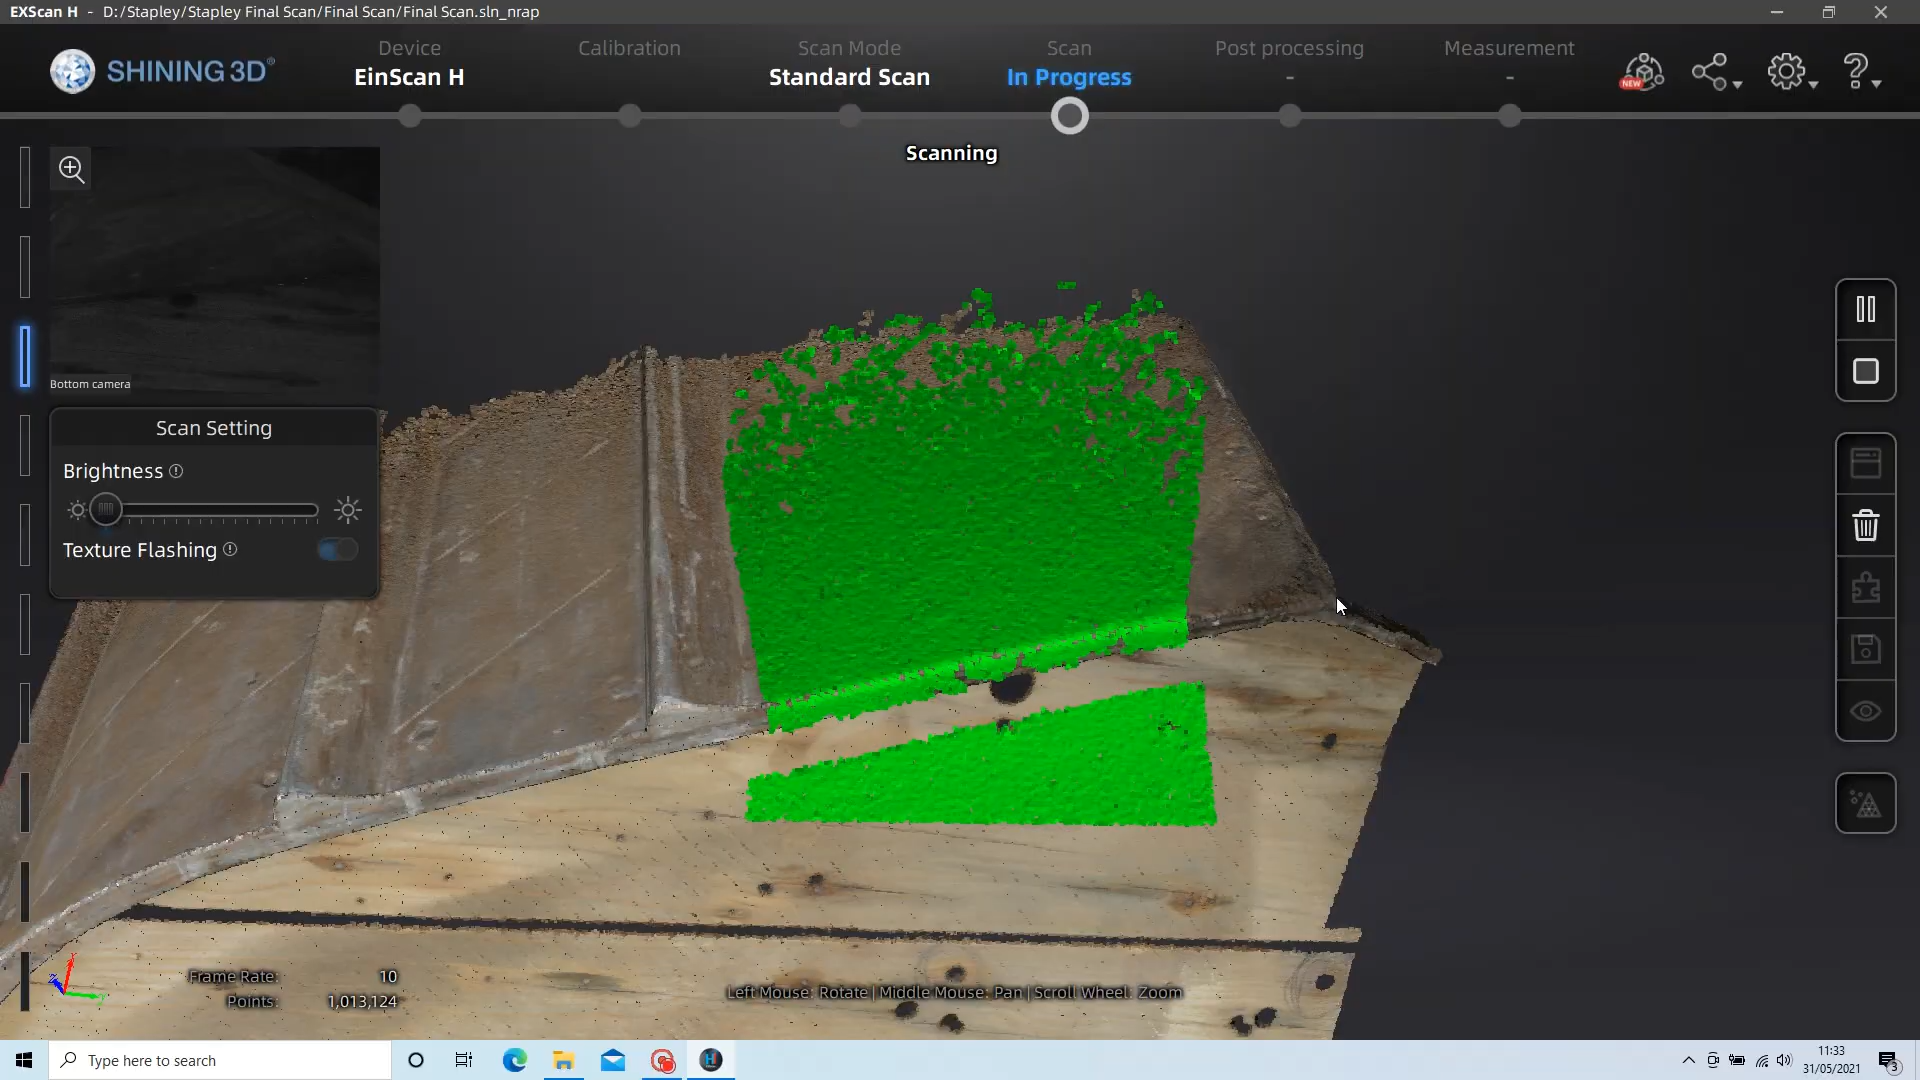 EXScan H - D:/Stapley/Stapley Final Scan/Final Scan/Final Scan.sln_nrap
SHINING 3D®
Device
EinScan H
Calibration
Scan Mode
Standard Scan
Scan
In Progress
Post processing
-
Measurement
-
NEW
Scanning
Bottom camera
Scan Setting
Brightness
Texture Flashing
Frame Rate: 10
Points: 1,013,124
Left Mouse: Rotate | Middle Mouse: Pan | Scroll Wheel: Zoom
Type here to search
11:33
31/05/2021
3